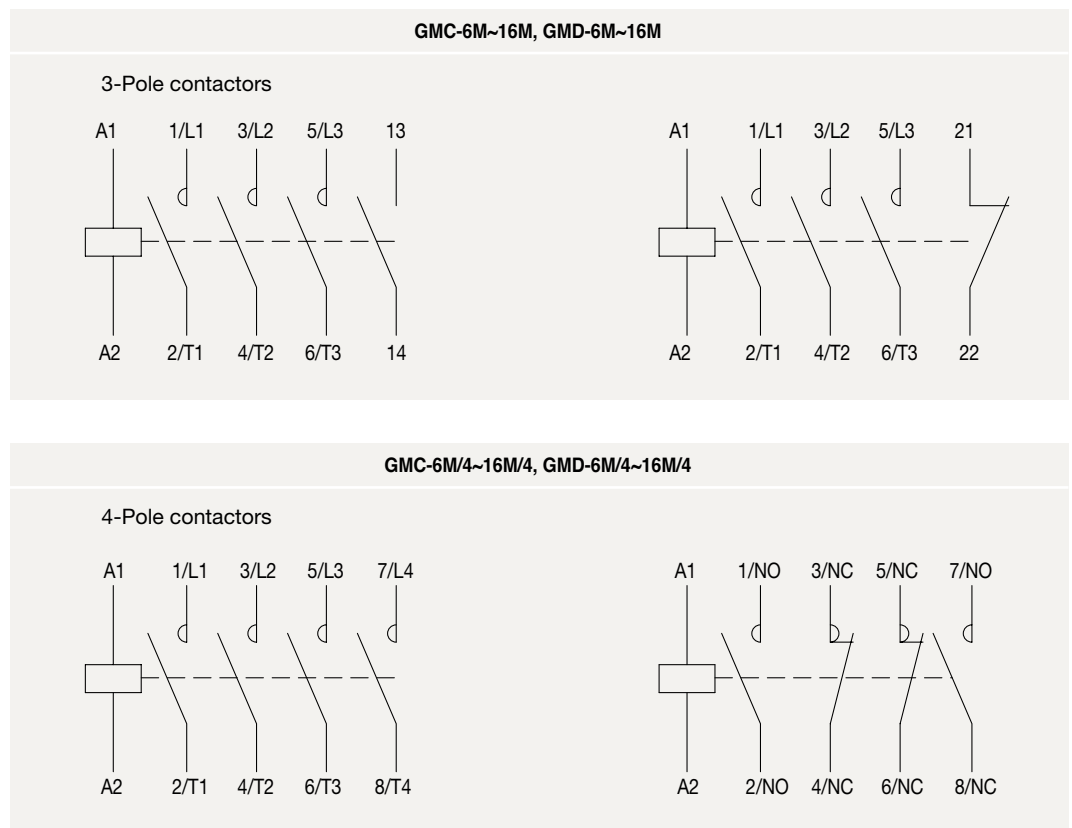 GMC-6M~16M, GMD-6M~16M
3-Pole contactors
A1 1/L1 3/L2 5/L3 13
A2 2/T1 4/T2 6/T3 14
A1 1/L1 3/L2 5/L3 21
A2 2/T1 4/T2 6/T3 22
GMC-6M/4~16M/4, GMD-6M/4~16M/4
4-Pole contactors
A1 1/L1 3/L2 5/L3 7/L4
A2 2/T1 4/T2 6/T3 8/T4
A1 1/NO 3/NC 5/NC 7/NO
A2 2/NO 4/NC 6/NC 8/NC